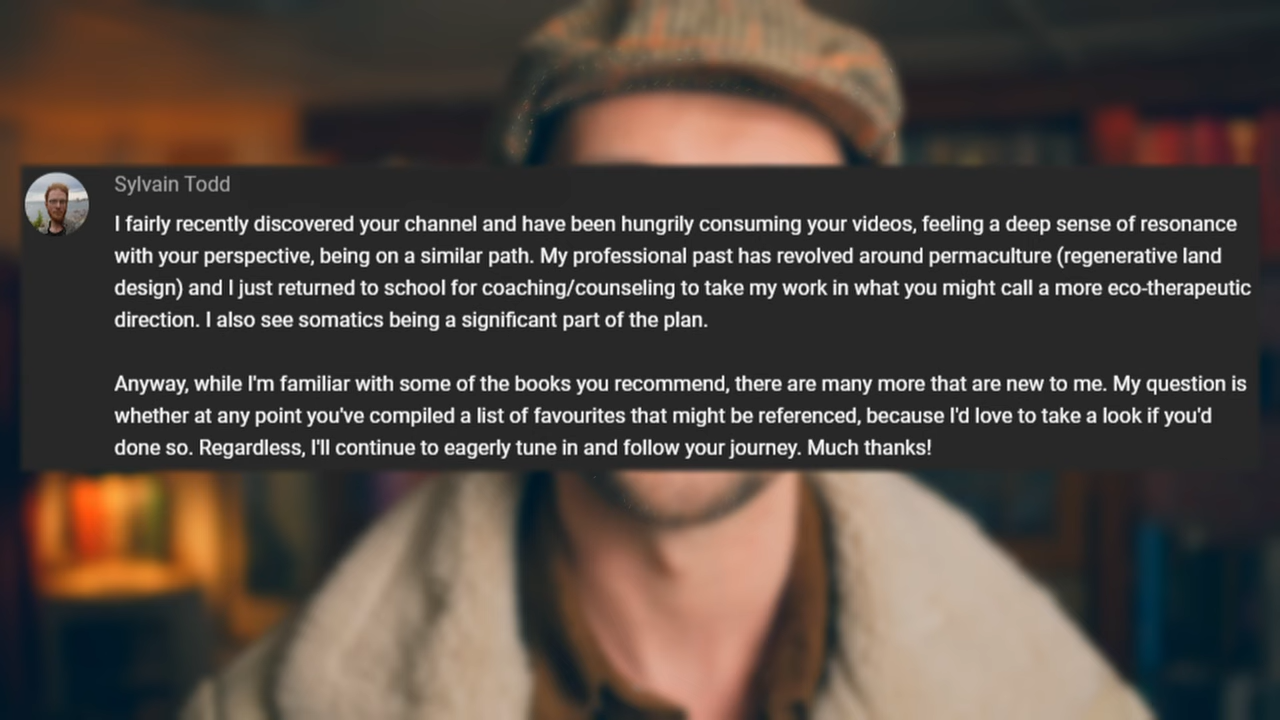 Sylvain Todd
I fairly recently discovered your channel and have been hungrily consuming your videos, feeling a deep sense of resonance
with your perspective, being on a similar path. My professional past has revolved around permaculture (regenerative land
design) and I just returned to school for coaching/counseling to take my work in what you might call a more eco-therapeutic
direction. I also see somatics being a significant part of the plan.
Anyway, while I'm familiar with some of the books you recommend, there are many more that are new to me. My question is
whether at any point you've compiled a list of favourites that might be referenced, because I'd love to take a look if you'd
done so. Regardless, I'll continue to eagerly tune in and follow your journey. Much thanks!